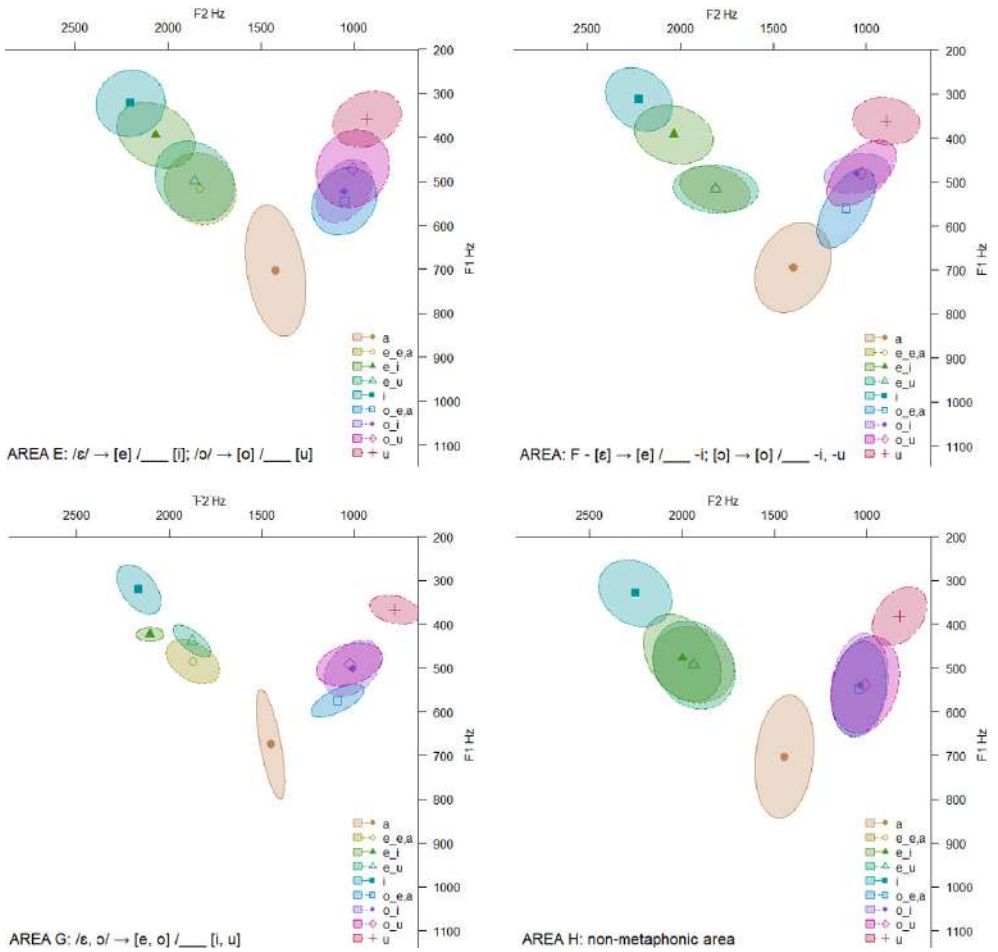 F2 Hz
2500 2000 1500 1000
200
300
400
500
600
700
800
900
1000
1100
F1 Hz
a
e_e,a
e_i
e_u
i
o_e,a
o_i
o_u
u
AREA E: /ɛ/ → [e] /___ [i]; /ɔ/ → [o] /___ [u]
F2 Hz
2500 2000 1500 1000
200
300
400
500
600
700
800
900
1000
1100
F1 Hz
a
e_e,a
e_i
e_u
i
o_e,a
o_i
o_u
u
AREA: F - [ɛ] → [e] /___ -i; [ɔ] → [o] /___ -i, -u
F2 Hz
2500 2000 1500 1000
200
300
400
500
600
700
800
900
1000
1100
F1 Hz
a
e_e,a
e_i
e_u
i
o_e,a
o_i
o_u
u
AREA G: /ɛ, ɔ/ → [e, o] /___ [i, u]
F2 Hz
2500 2000 1500 1000
200
300
400
500
600
700
800
900
1000
1100
F1 Hz
a
e_e,a
e_i
e_u
i
o_e,a
o_i
o_u
u
AREA H: non-metaphonic area